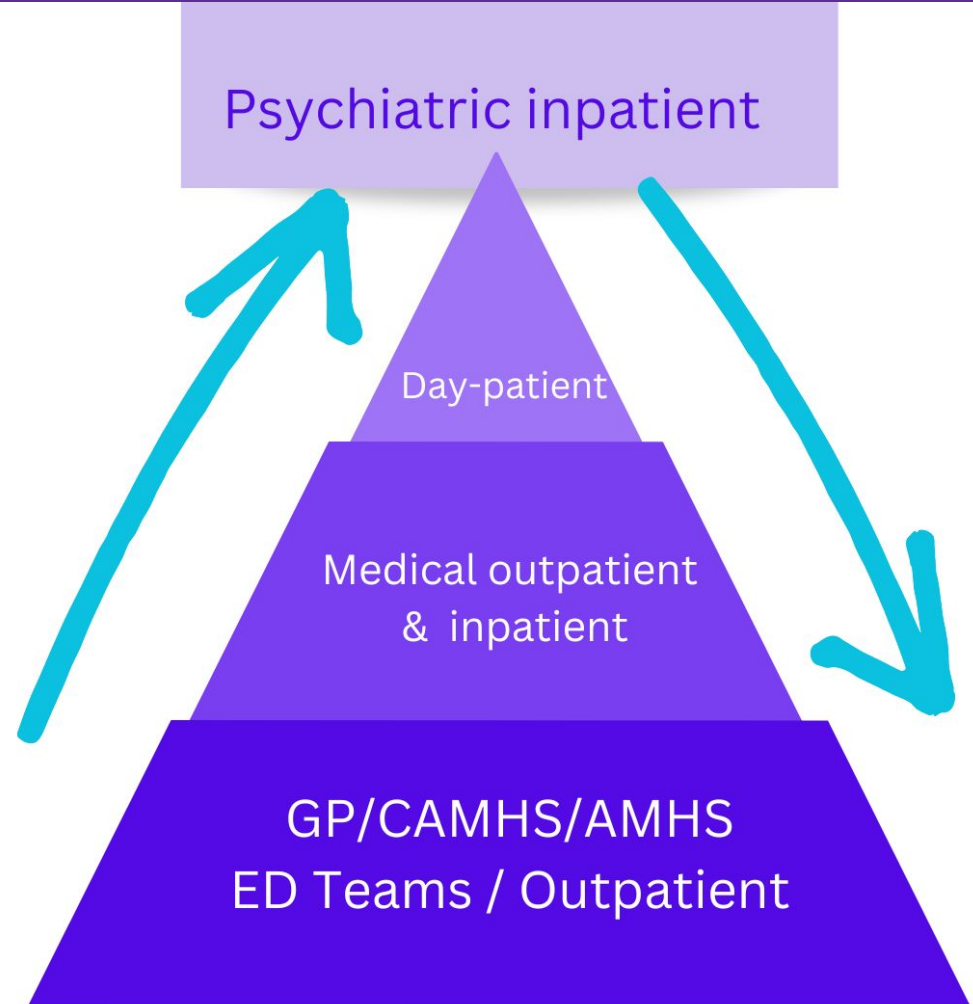 Psychiatric inpatient
Day-patient
Medical outpatient
& inpatient
GP/CAMHS/AMHS
ED Teams / Outpatient